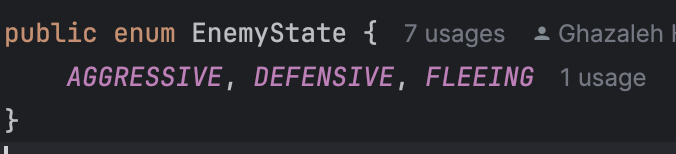 public enum EnemyState { 7 usages Ghazaleh
AGGRESSIVE, DEFENSIVE, FLEEING 1 usage
}